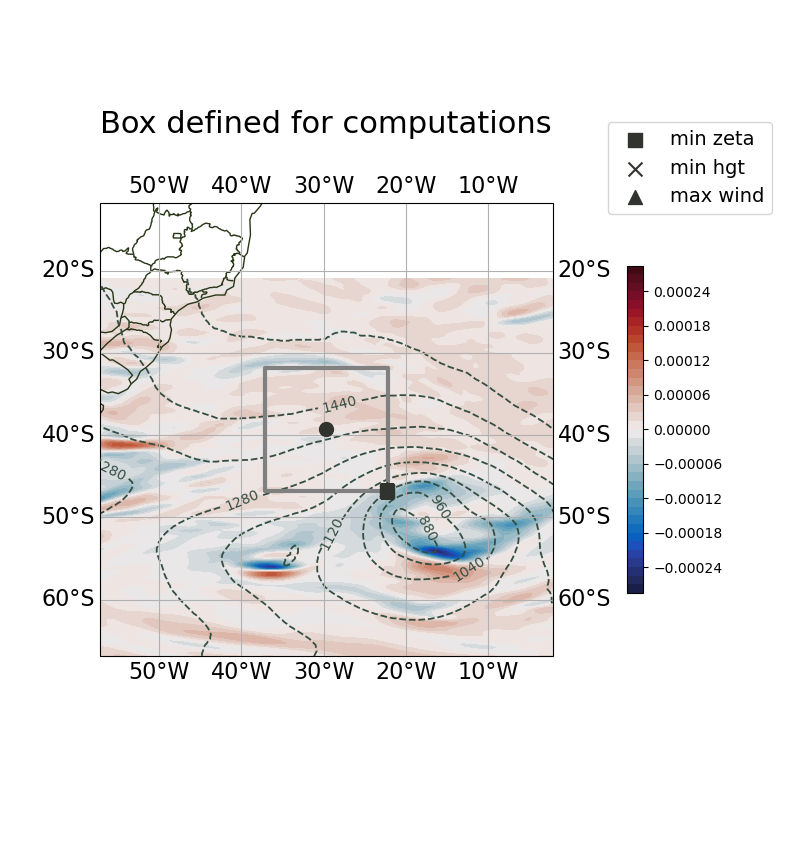 Box defined for computations
min zeta
min hgt
max wind
50°W 40°W 30°W 20°W 10°W
20°S 20°S
30°S 30°S
40°S 40°S
50°S 50°S
60°S 60°S
50°W 40°W 30°W 20°W 10°W
1440
280
1280
1120
960
880
1040
0.00024
0.00018
0.00012
0.00006
0.00000
−0.00006
−0.00012
−0.00018
−0.00024